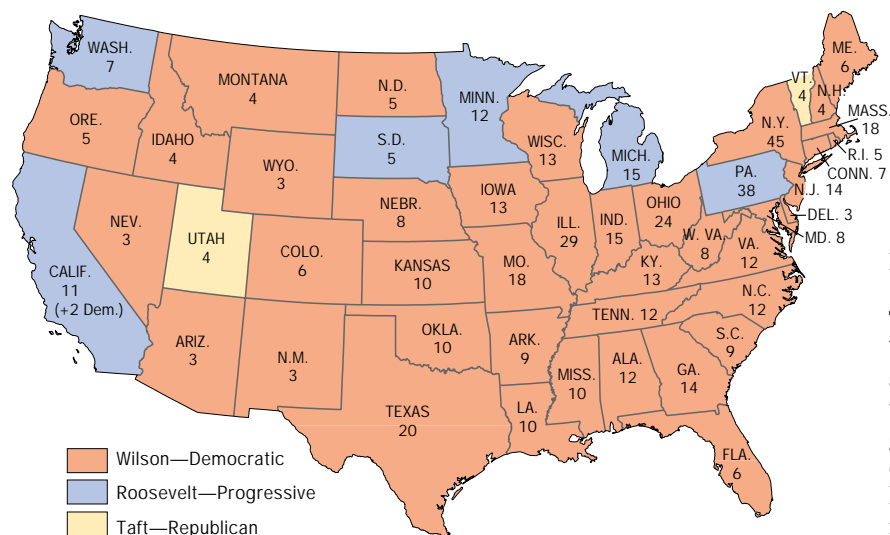 WASH.
7
ORE.
5
CALIF.
11
(+2 Dem.)
NEV.
3
IDAHO
4
MONTANA
4
WYO.
3
UTAH
4
COLO.
6
ARIZ.
3
N.M.
3
N.D.
5
S.D.
5
NEBR.
8
KANSAS
10
OKLA.
10
TEXAS
20
MINN.
12
IOWA
13
MO.
18
ARK.
9
LA.
10
WISC.
13
ILL.
29
MICH.
15
IND.
15
OHIO
24
KY.
13
TENN. 12
MISS.
10
ALA.
12
GA.
14
FLA.
6
S.C.
9
N.C.
12
VA.
12
W. VA.
8
PA.
38
N.Y.
45
VT.
4
N.H.
4
ME.
6
MASS.
18
R.I. 5
CONN. 7
N.J. 14
DEL. 3
MD. 8
Wilson—Democratic
Roosevelt—Progressive
Taft—Republican